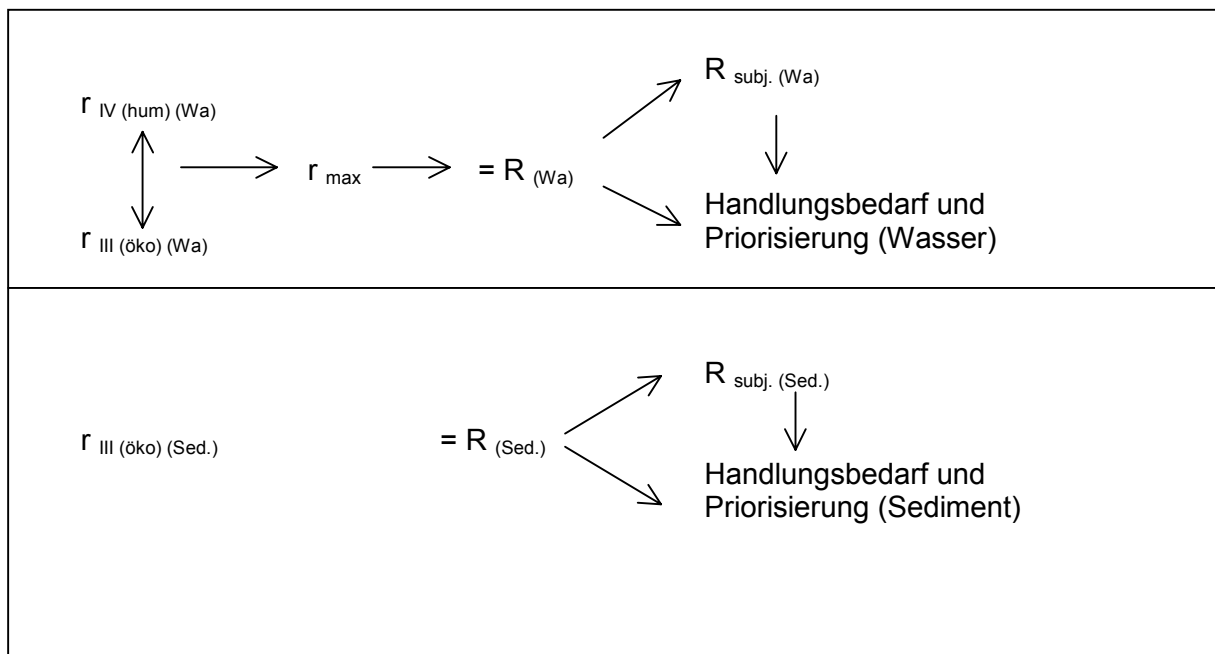 R subj. (Wa)
r IV (hum) (Wa)
r max
= R (Wa)
Handlungsbedarf und
Priorisierung (Wasser)
r III (öko) (Wa)
R subj. (Sed.)
r III (öko) (Sed.)
= R (Sed.)
Handlungsbedarf und
Priorisierung (Sediment)